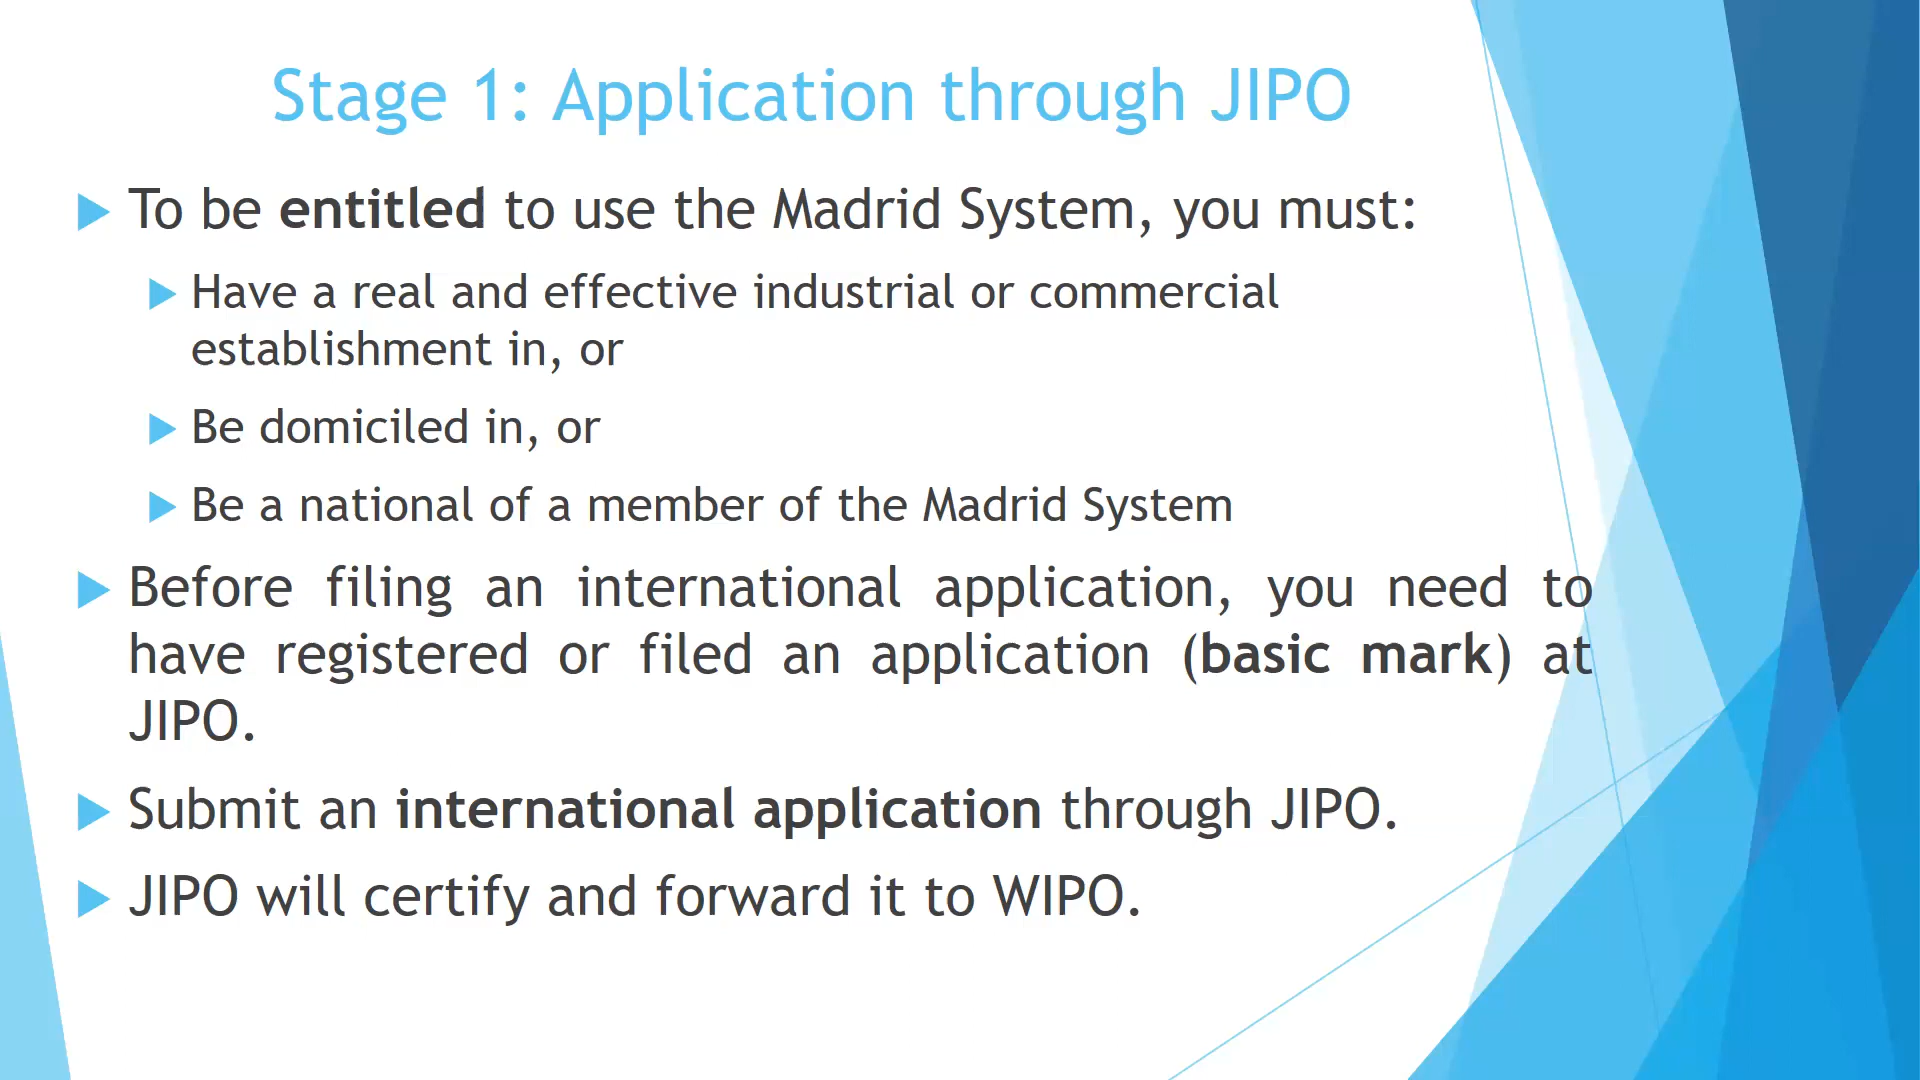 Stage 1: Application through JIPO
To be entitled to use the Madrid System, you must:
Have a real and effective industrial or commercial
establishment in, or
Be domiciled in, or
Be a national of a member of the Madrid System
Before filing an international application, you need to
have registered or filed an application (basic mark) at
JIPO.
Submit an international application through JIPO.
JIPO will certify and forward it to WIPO.